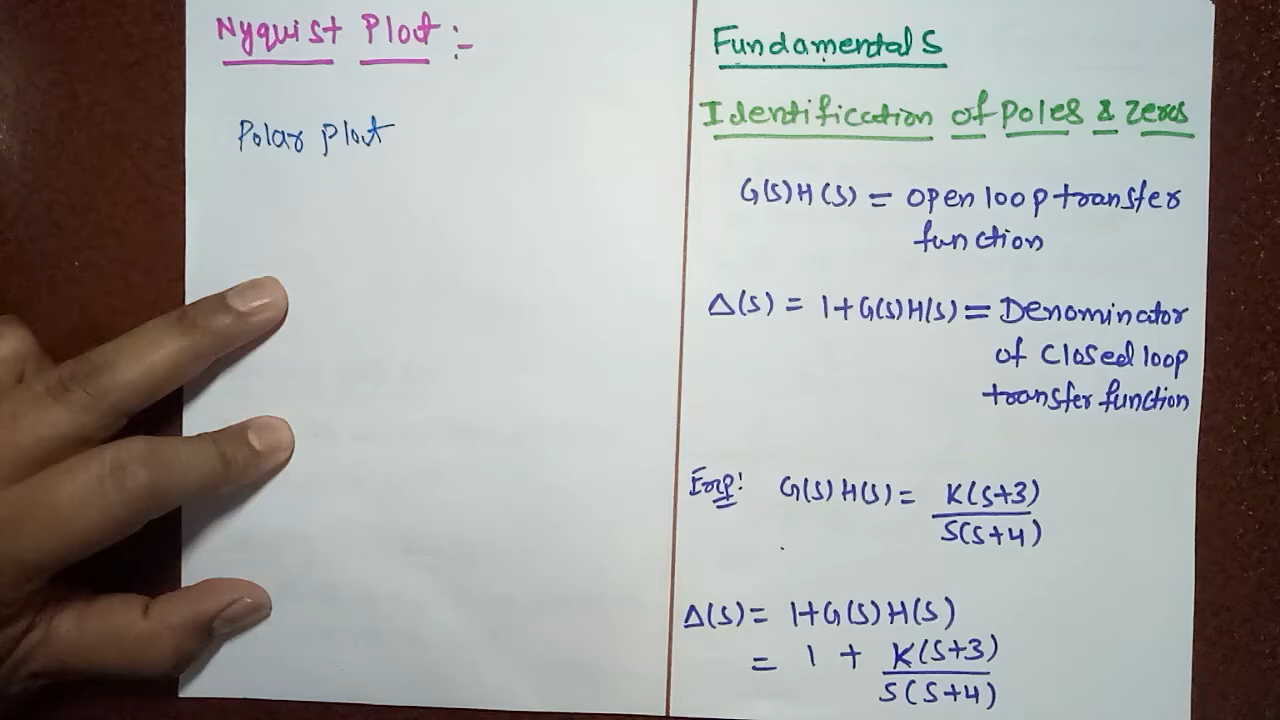 Nyquist Plot :-
Polar Plot
Fundamentals
Identification of Poles & Zeros
G(S)H(S) = open loop transfer
function
Δ(S) = 1+G(S)H(S) = Denominator
of closed loop
transfer function
G(S)H(S) = K(S+3)
S(S+4)
Δ(S) = 1+G(S)H(S)
= 1 + K(S+3)
S(S+4)